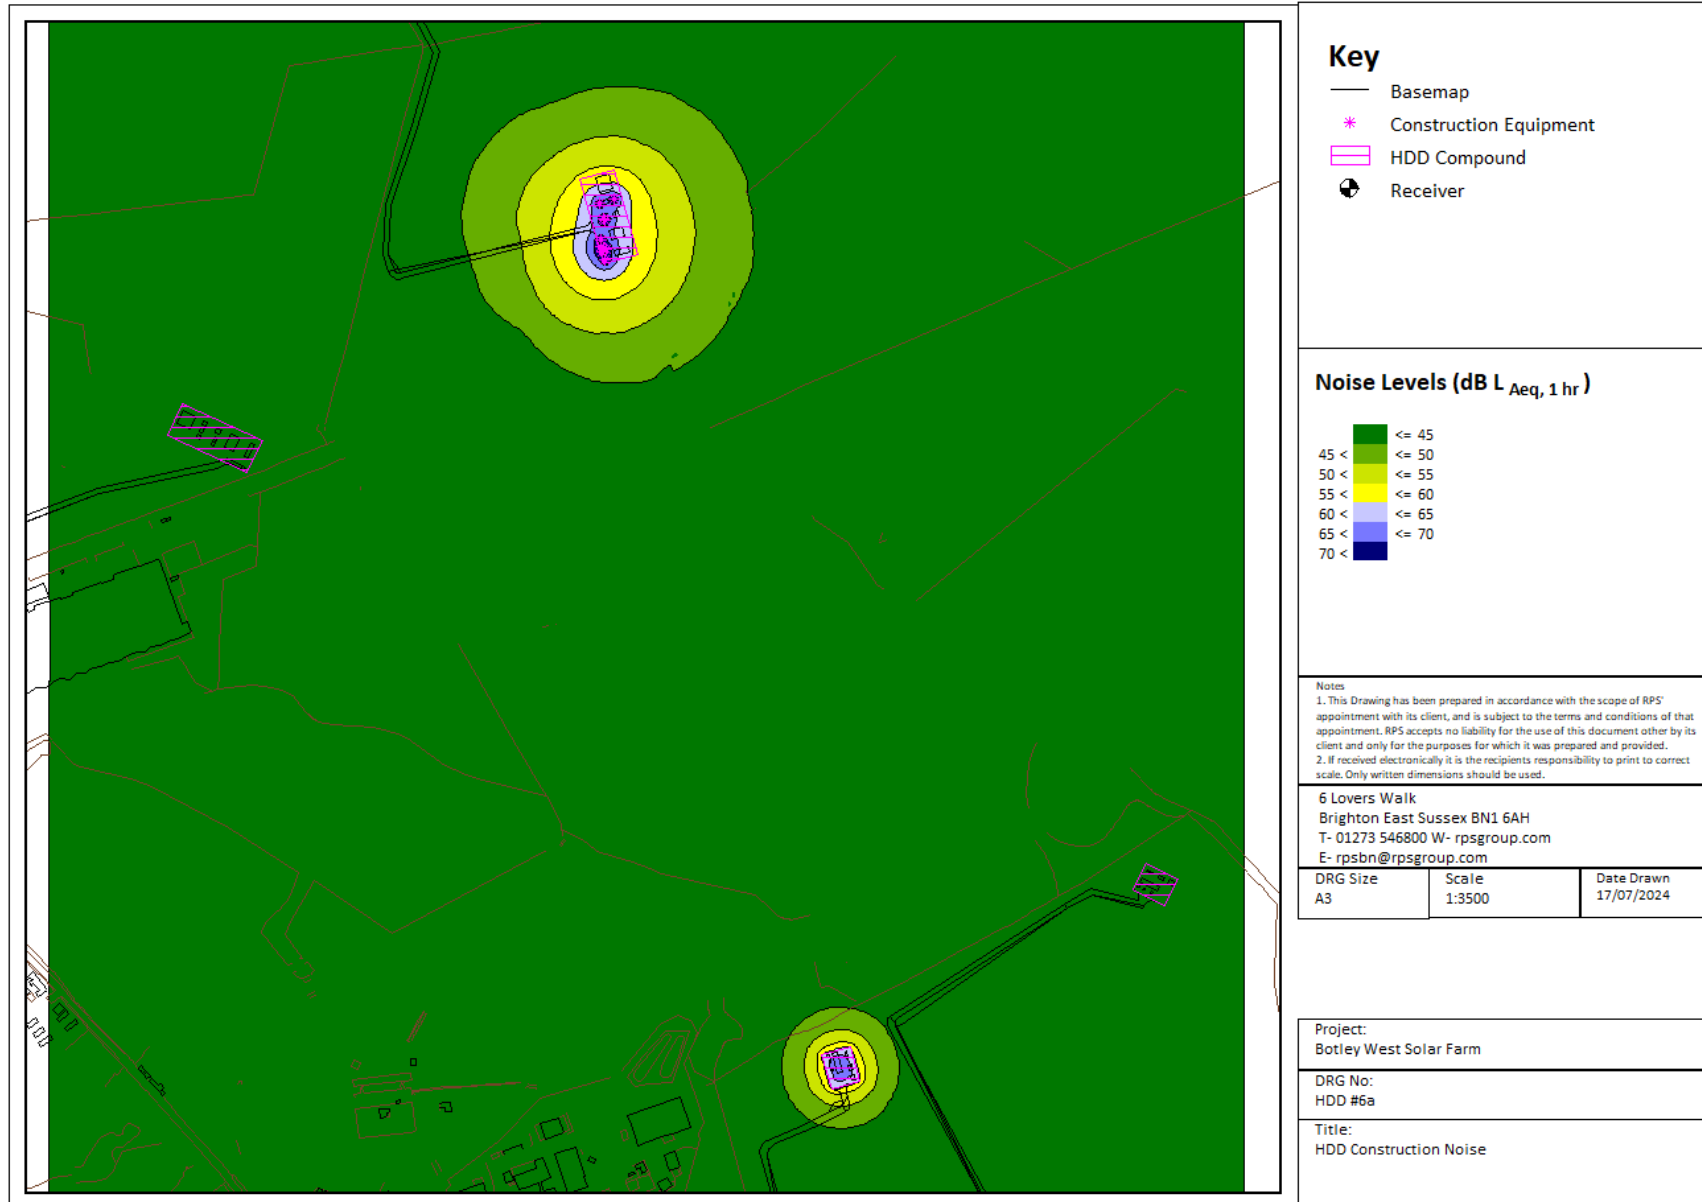 Key
Basemap
Construction Equipment
HDD Compound
Receiver
Noise Levels (dB L Aeq, 1 hr )
<= 45
45 < <= 50
50 < <= 55
55 < <= 60
60 < <= 65
65 < <= 70
70 <
Notes
1. This Drawing has been prepared in accordance with the scope of RPS'
appointment with its client, and is subject to the terms and conditions of that
appointment. RPS accepts no liability for the use of this document other by its
client and only for the purposes for which it was prepared and provided.
2. If received electronically it is the recipients responsibility to print to correct
scale. Only written dimensions should be used.
6 Lovers Walk
Brighton East Sussex BN1 6AH
T- 01273 546800 W- rpsgroup.com
E- rpsbn@rpsgroup.com
DRG Size Scale Date Drawn
A3 1:3500 17/07/2024
Project:
Botley West Solar Farm
DRG No:
HDD #6a
Title:
HDD Construction Noise